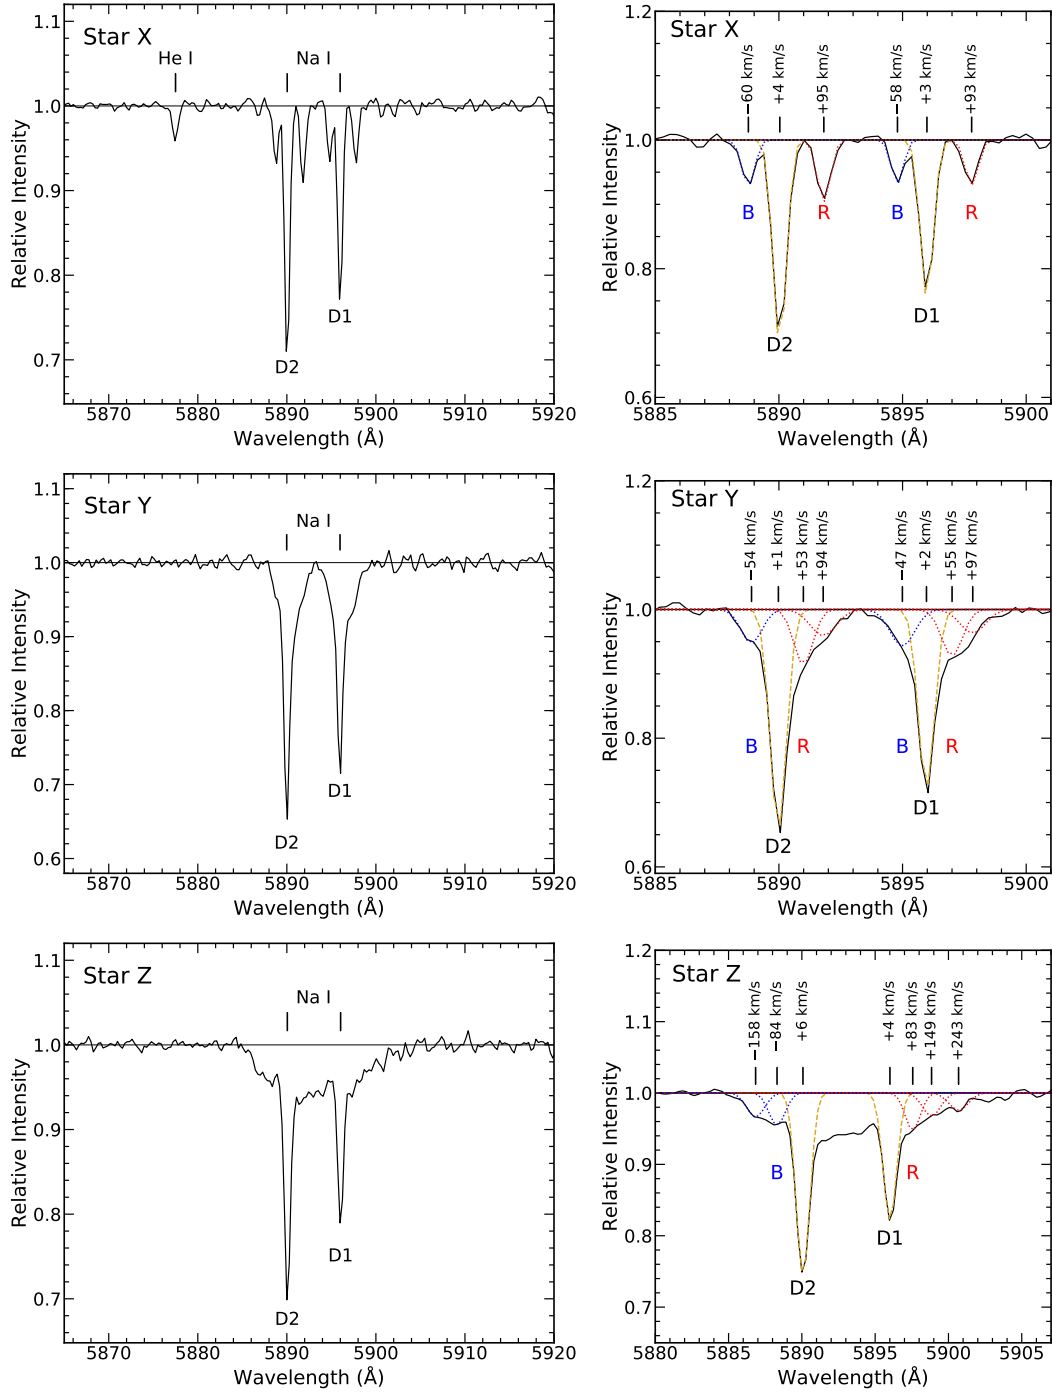 Star X
He I
Na I
D1
D2
1.1
1.0
0.9
0.8
0.7
Relative Intensity
5870
5880
5890
5900
5910
5920
Wavelength (Å)
Star X
−60 km/s
+4 km/s
+95 km/s
−58 km/s
+3 km/s
+93 km/s
B
R
B
R
D2
D1
1.2
1.0
0.8
0.6
Relative Intensity
5885
5890
5895
5900
Wavelength (Å)
Star Y
Na I
D1
D2
1.1
1.0
0.9
0.8
0.7
0.6
Relative Intensity
5870
5880
5890
5900
5910
5920
Wavelength (Å)
Star Y
−54 km/s
+1 km/s
+53 km/s
+94 km/s
−47 km/s
+2 km/s
+55 km/s
+97 km/s
B
R
B
R
D2
D1
1.2
1.0
0.8
0.6
Relative Intensity
5885
5890
5895
5900
Wavelength (Å)
Star Z
Na I
D1
D2
1.1
1.0
0.9
0.8
0.7
Relative Intensity
5870
5880
5890
5900
5910
5920
Wavelength (Å)
Star Z
−158 km/s
−84 km/s
+6 km/s
+4 km/s
+83 km/s
+149 km/s
+243 km/s
B
R
D2
D1
1.2
1.1
1.0
0.9
0.8
0.7
Relative Intensity
5880
5885
5890
5895
5900
5905
Wavelength (Å)